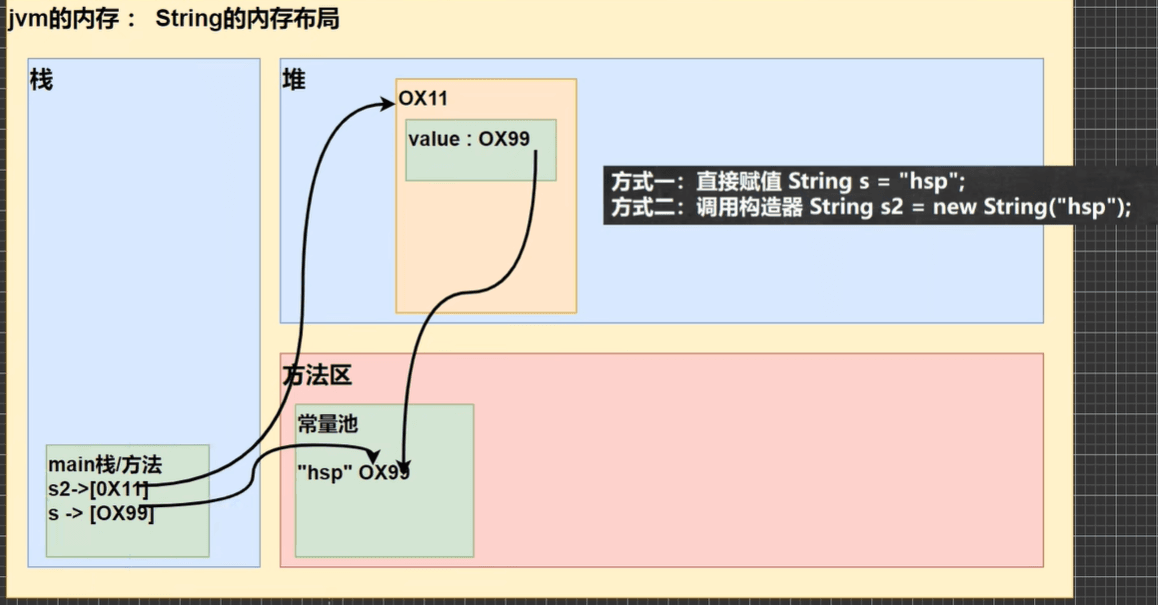 jvm的内存： String的内存布局
栈
堆
OX11
value：OX99
方式一：直接赋值 String s = "hsp";
方式二：调用构造器 String s2 = new String("hsp");
方法区
常量池
"hsp" OX99
main栈/方法
s2->[0X11]
s -> [OX99]